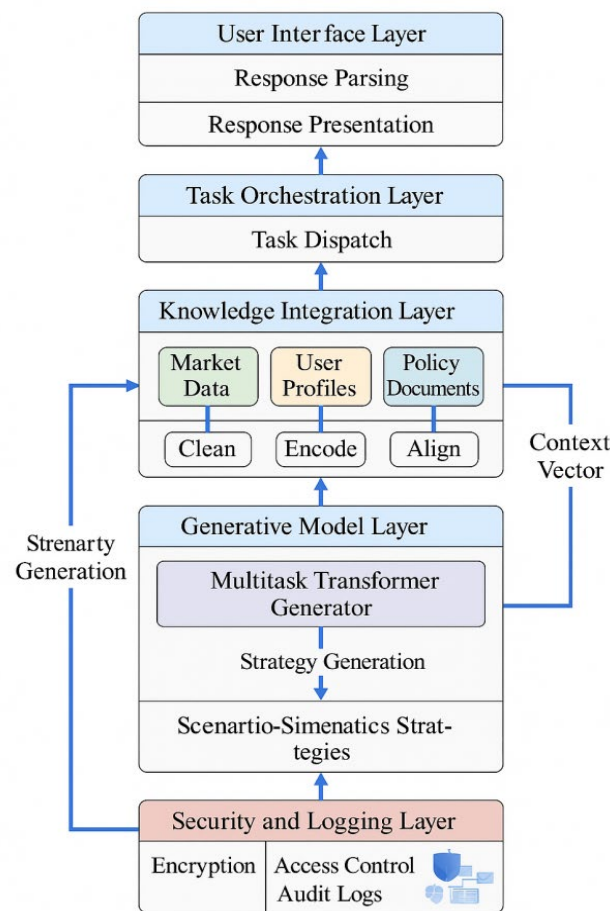 User Interface Layer
Response Parsing
Response Presentation
Task Orchestration Layer
Task Dispatch
Knowledge Integration Layer
Market
Data
User
Profiles
Policy
Documents
Clean
Encode
Align
Context
Vector
Strenarty
Generation
Generative Model Layer
Multitask Transformer
Generator
Strategy Generation
Scenartio-Simenatics Strat-
tegies
Security and Logging Layer
Encryption
Access Control
Audit Logs